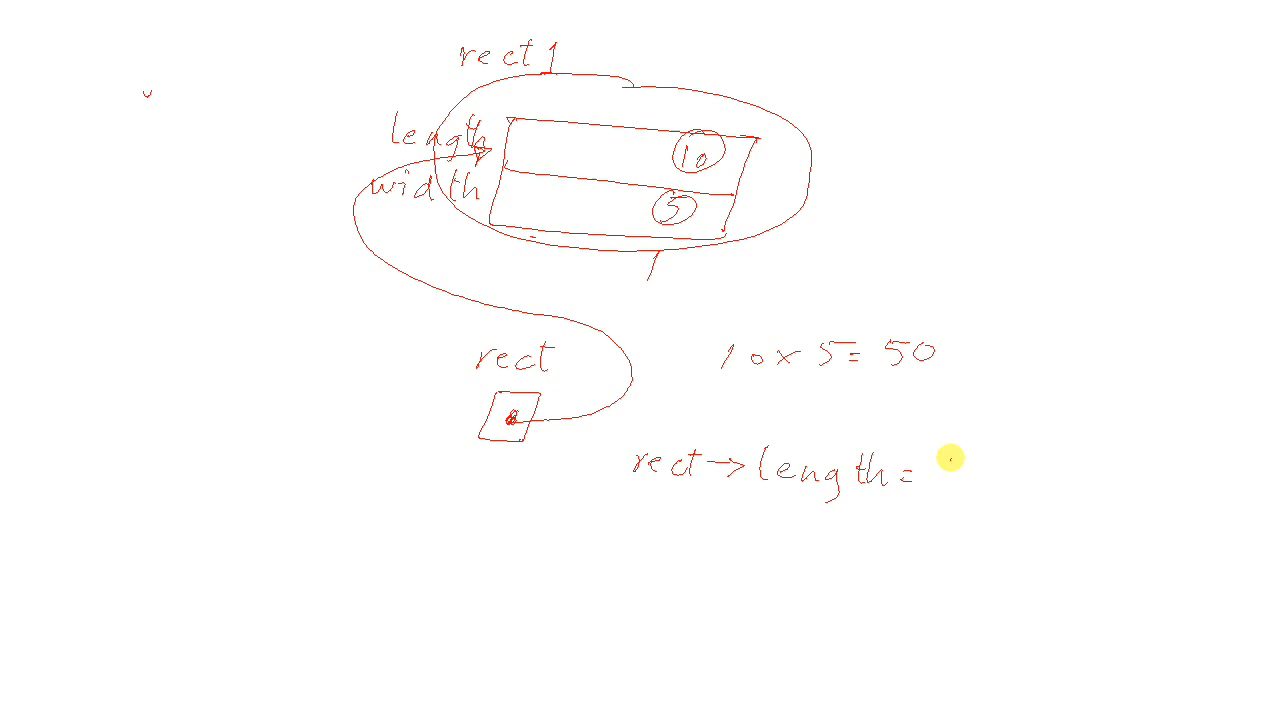 rect1
length 10
width 5
rect
10 x 5 = 50
rect → length =